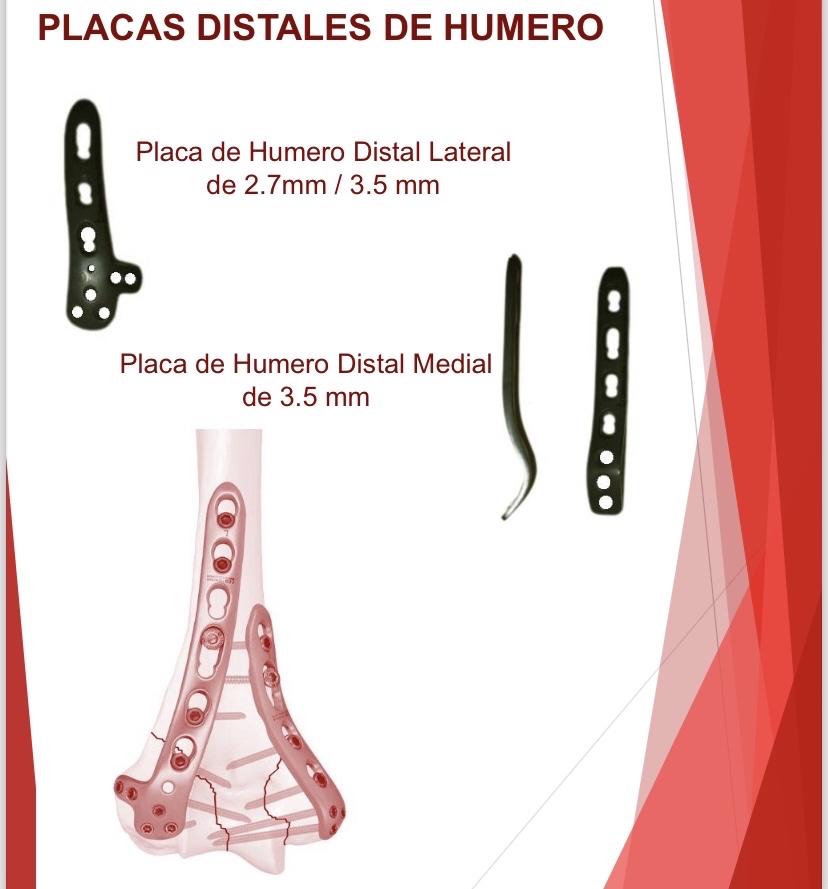 PLACAS DISTALES DE HUMERO
Placa de Humero Distal Lateral
de 2.7mm / 3.5 mm
Placa de Humero Distal Medial
de 3.5 mm